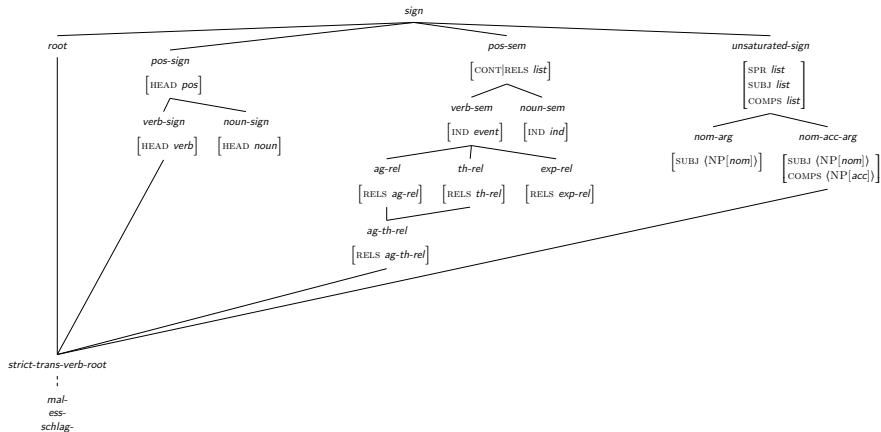 sign
root pos-sem unsaturated-sign
pos-sign
[HEAD pos] [CONT|RELS list] [SPR list
SUBJ list
COMPS list]
verb-sign noun-sign verb-sem noun-sem
[HEAD verb] [HEAD noun] [IND event] [IND ind]
nom-arg nom-acc-arg
[SUBJ ⟨NP[nom]⟩] [SUBJ ⟨NP[nom]⟩
COMPS ⟨NP[acc]⟩]
ag-rel th-rel exp-rel
[RELS ag-rel] [RELS th-rel] [RELS exp-rel]
ag-th-rel
[RELS ag-th-rel]
strict-trans-verb-root
mal-
ess-
schlag-